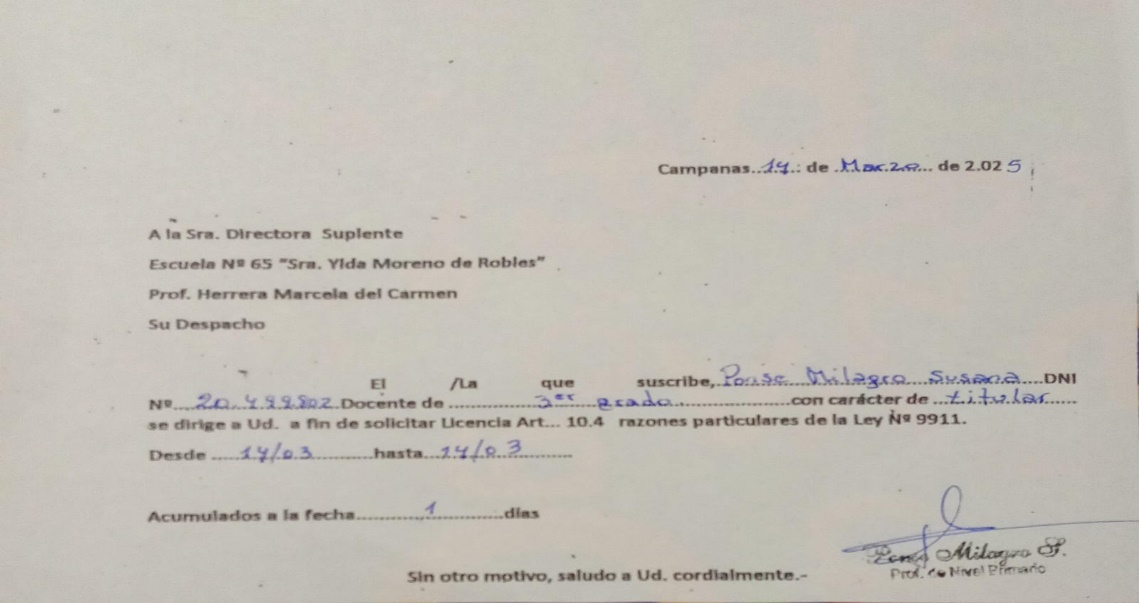 Campanas..14.: de .Marzo... de 2.025
A la Sra. Directora Suplente
Escuela Nº 65 "Sra. Ylda Moreno de Robles"
Prof. Herrera Marcela del Carmen
Su Despacho
El /La que suscribe, Ponse Milagro Susana....DNI
Nº....20.499802.Docente de ..................3er grado............................con carácter de ..titular......
se dirige a Ud. a fin de solicitar Licencia Art... 10.4 razones particulares de la Ley Nº 9911.
Desde .....14/03............hasta...14/03............
Acumulados a la fecha..............1..............días
Milagro S.
Prof. de Nivel Primario
Sin otro motivo, saludo a Ud. cordialmente.-